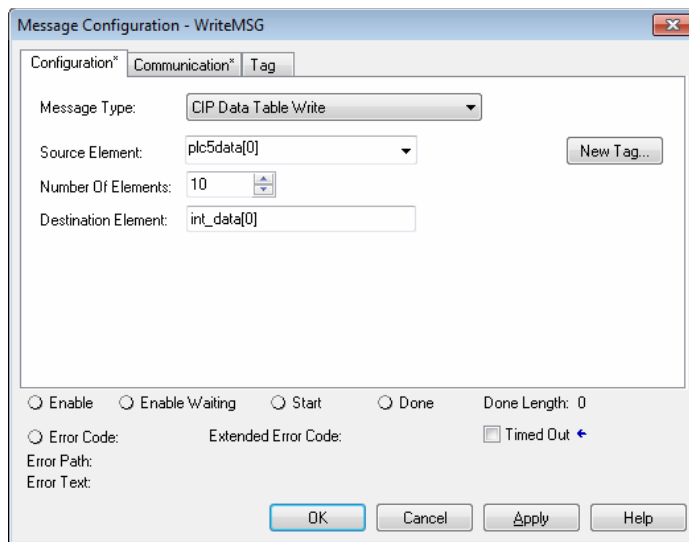 Message Configuration - WriteMSG
Configuration* Communication* Tag
Message Type: CIP Data Table Write
Source Element: plc5data[0] New Tag...
Number Of Elements: 10
Destination Element: int_data[0]
Enable Enable Waiting Start Done Done Length: 0
Error Code: Extended Error Code: Timed Out
Error Path:
Error Text:
OK Cancel Apply Help